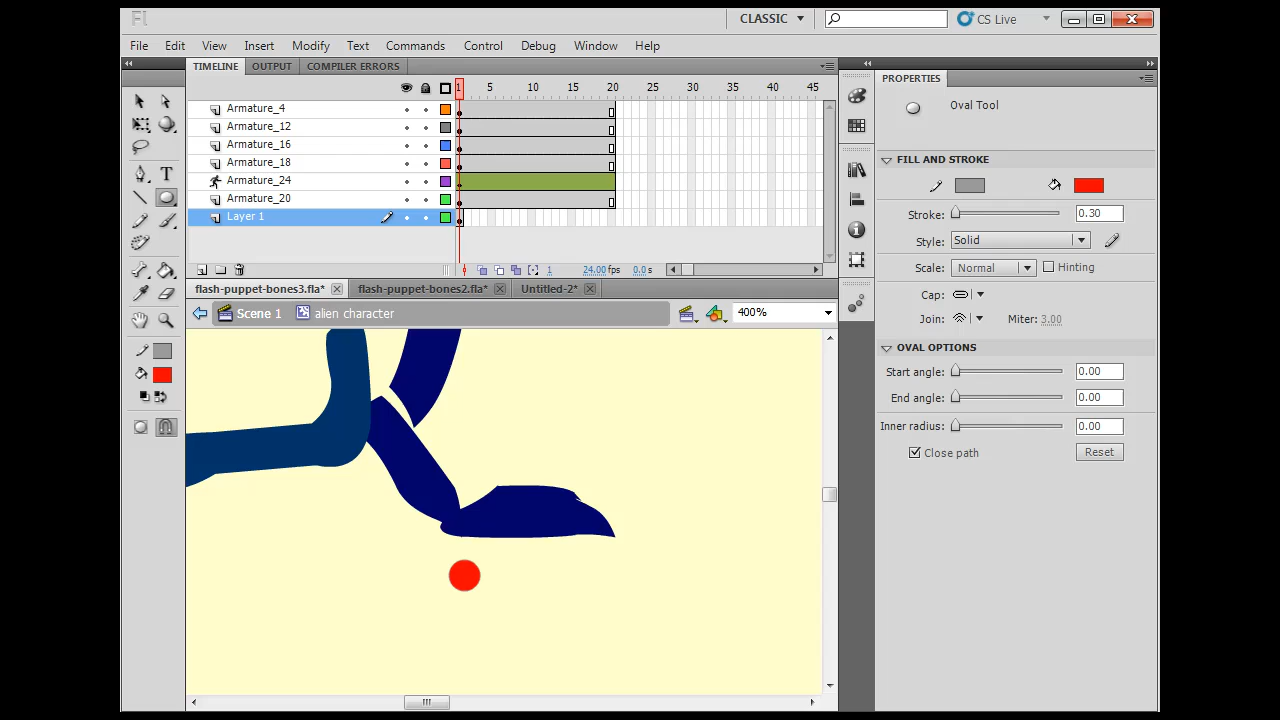 Fl CLASSIC CS Live
File Edit View Insert Modify Text Commands Control Debug Window Help
TIMELINE OUTPUT COMPILER ERRORS
1 5 10 15 20 25 30 35 40 45
Armature_4
Armature_12
Armature_16
Armature_18
Armature_24
Armature_20
Layer 1
1 24.00fps 0.0s
flash-puppet-bones3.fla* flash-puppet-bones2.fla* Untitled-2*
Scene 1 alien character 400%
T
PROPERTIES
Oval Tool
FILL AND STROKE
Stroke: 0.30
Style: Solid
Scale: Normal Hinting
Cap:
Join: Miter: 3.00
OVAL OPTIONS
Start angle: 0.00
End angle: 0.00
Inner radius: 0.00
Close path Reset